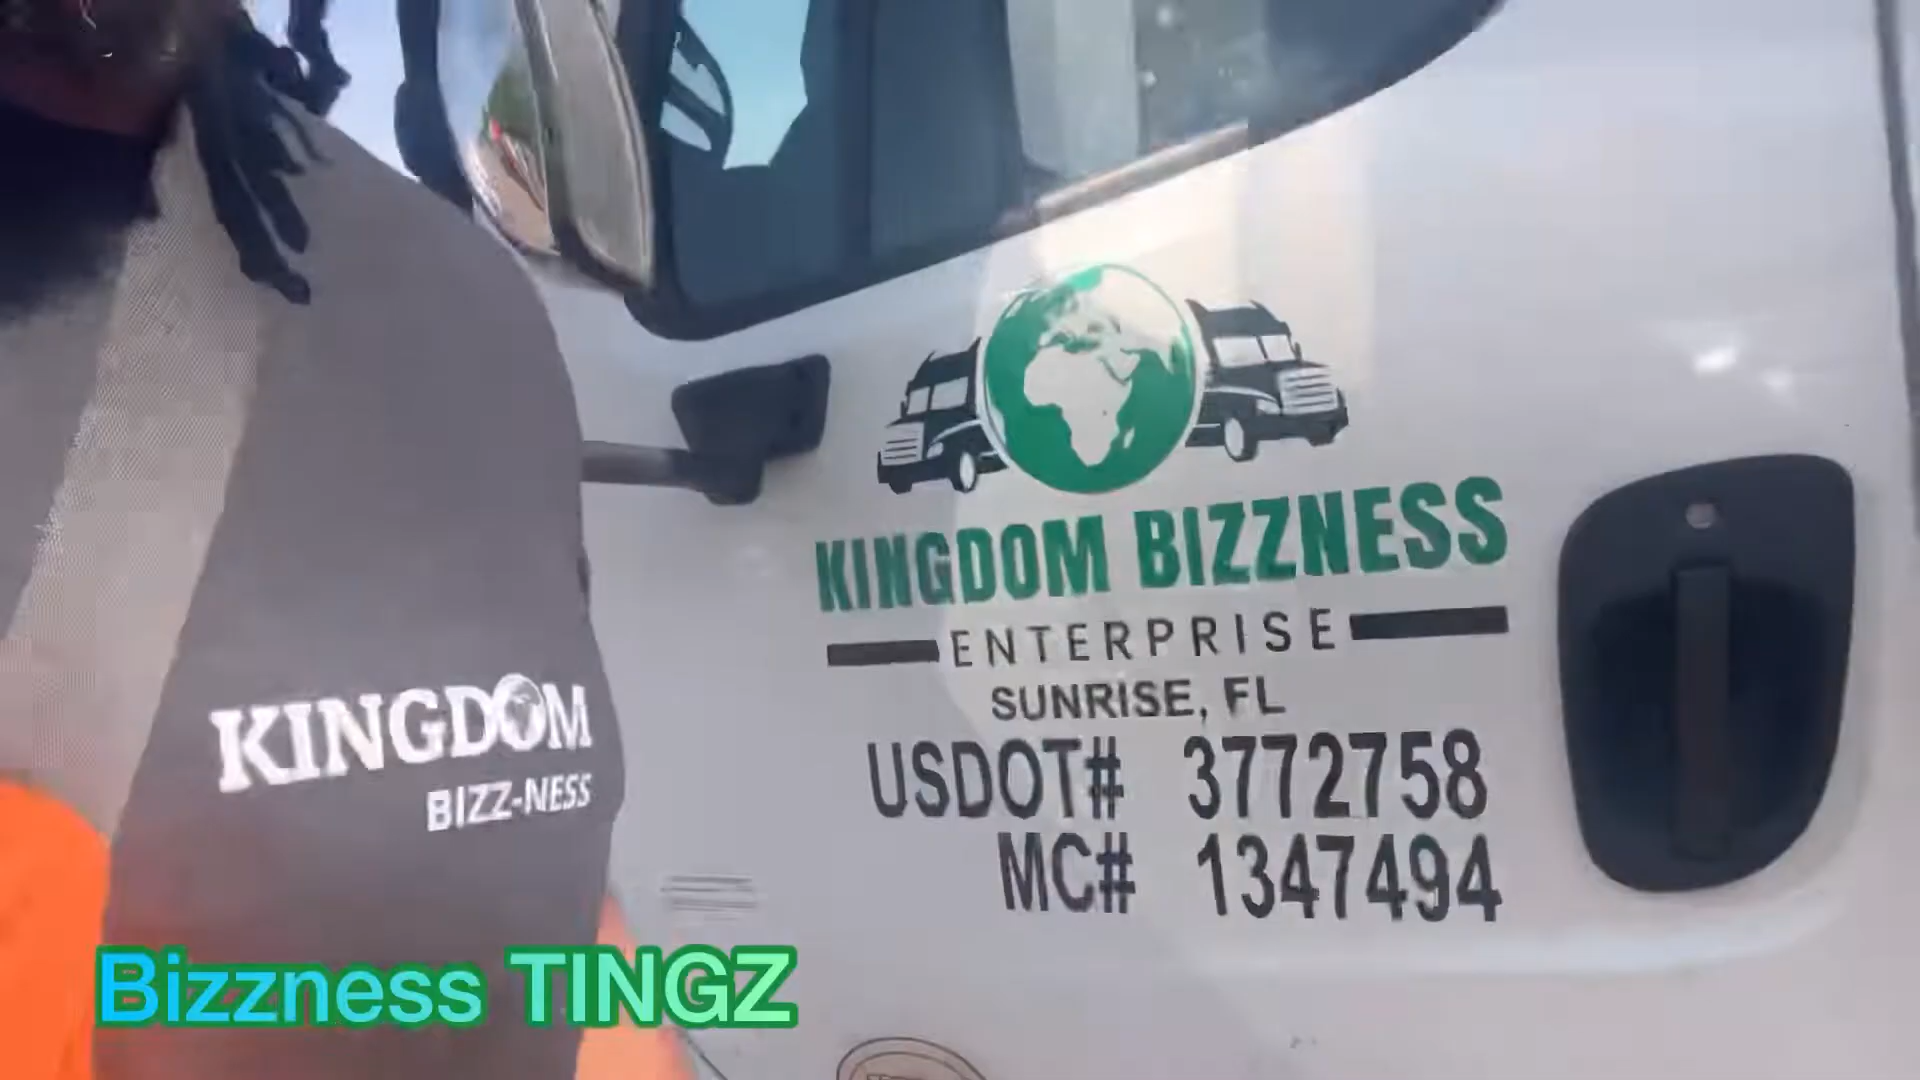 KINGDOM BIZZNESS
ENTERPRISE
SUNRISE, FL
USDOT# 3772758
MC# 1347494
KINGDOM
BIZZ-NESS
Bizzness TINGZ